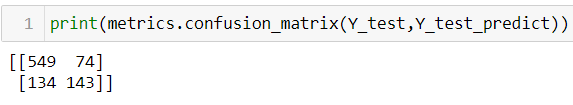 1 print(metrics.confusion_matrix(Y_test,Y_test_predict))
[[549 74]
[134 143]]